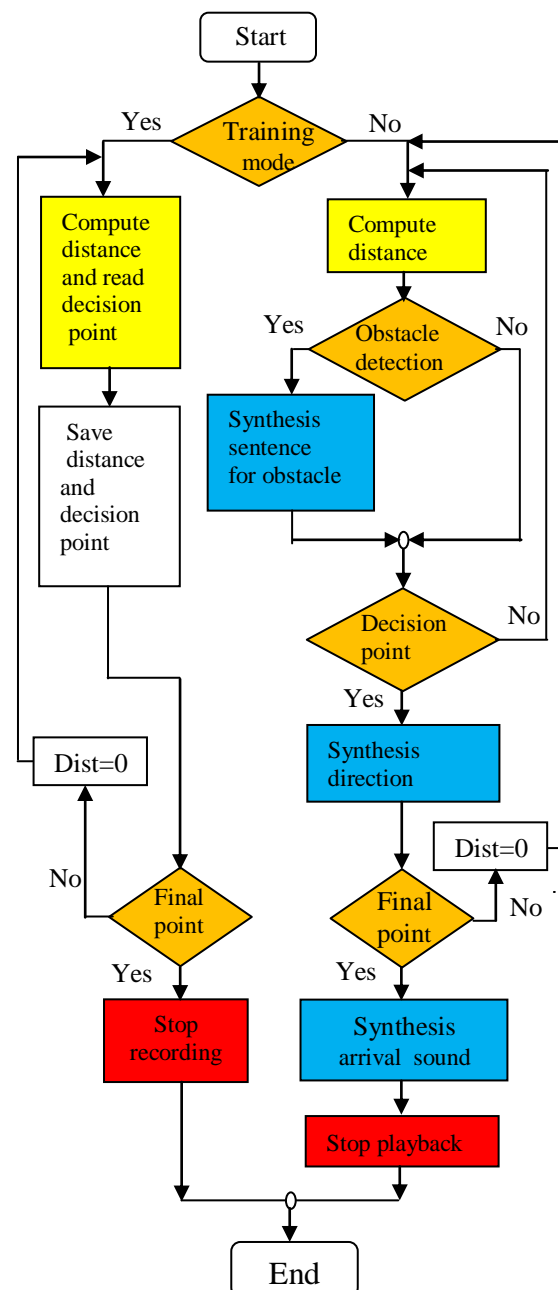 Start
Yes
Training
mode
No
Compute
distance
and read
decision
point
Compute
distance
Yes
Obstacle
detection
No
Save
distance
and
decision
point
Synthesis
sentence
for obstacle
Decision
point
No
Yes
Synthesis
direction
Dist=0
Dist=0
No
Final
point
Final
point
No
Yes
Yes
Stop
recording
Synthesis
arrival sound
Stop playback
End